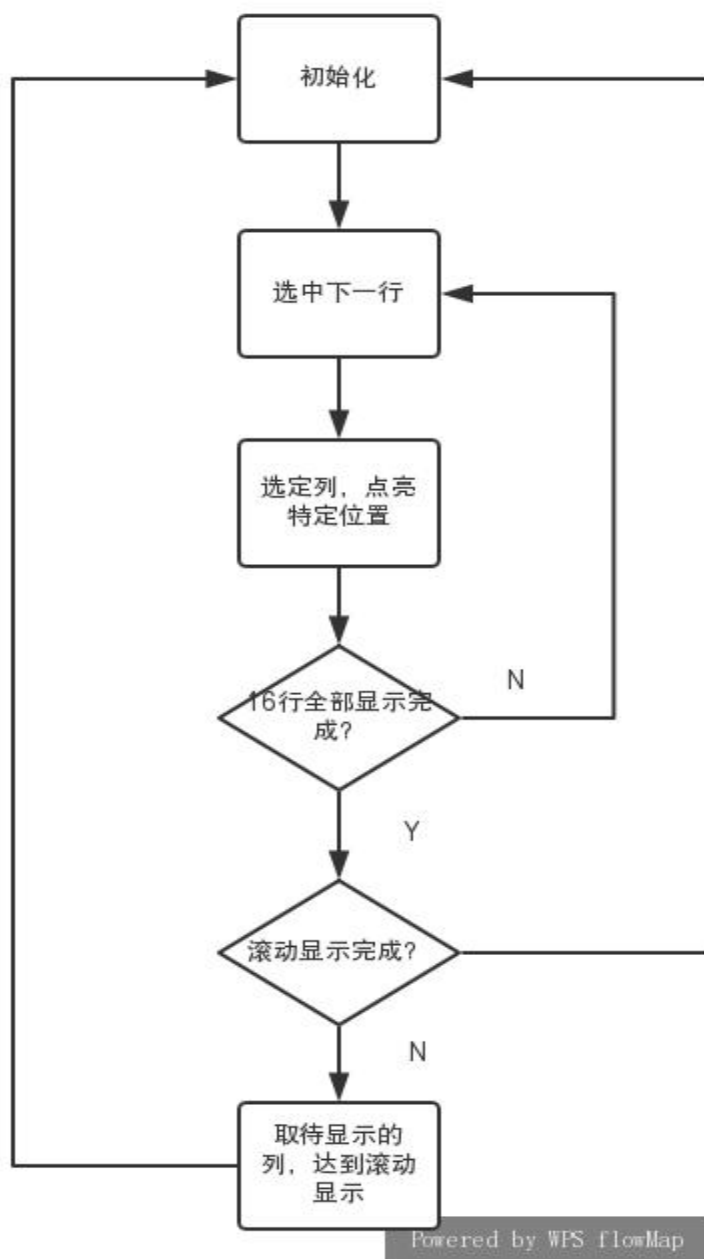 初始化
选中下一行
选定列，点亮
特定位置
16行全部显示完
成？
N
Y
滚动显示完成？
N
取待显示的
列，达到滚动
显示
Powered by WPS flowMap